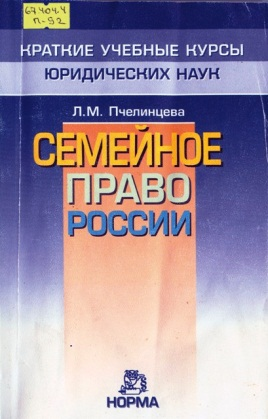 67.404.4
П-92
КРАТКИЕ УЧЕБНЫЕ КУРСЫ
ЮРИДИЧЕСКИХ НАУК
Л.М. Пчелинцева
СЕМЕЙНОЕ
ПРАВО
РОССИИ
НОРМА